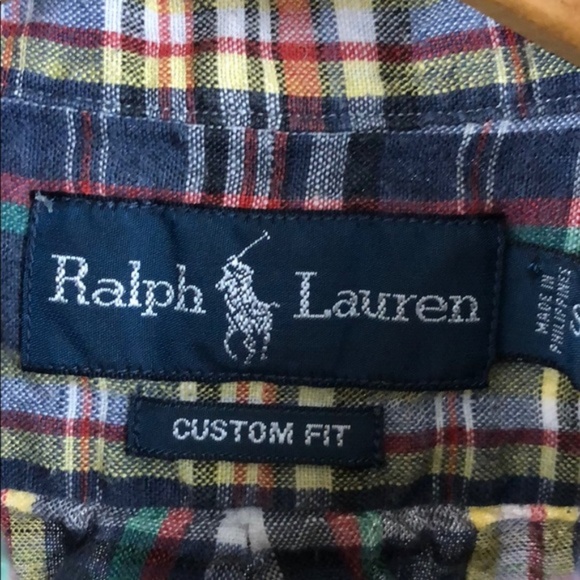 Ralph Lauren
CUSTOM FIT
MADE IN
PHILIPPINES